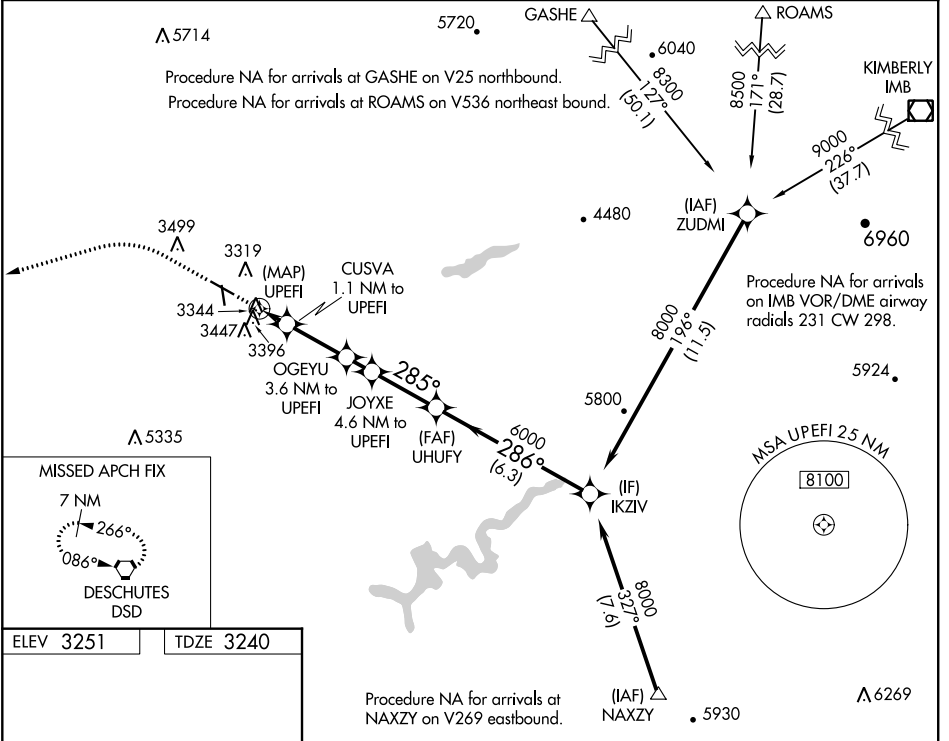 5714
5720
GASHE
ROAMS
6040
KIMBERLY
IMB
Procedure NA for arrivals at GASHE on V25 northbound.
Procedure NA for arrivals at ROAMS on V536 northeast bound.
8300
127°
(50.1)
8500
171°
(28.7)
9000
226°
(37.7)
(IAF)
ZUDMI
4480
6960
3499
3319
(MAP)
UPEFI
CUSVA
1.1 NM to
UPEFI
Procedure NA for arrivals
on IMB VOR/DME airway
radials 231 CW 298.
3344
3447
3396
8000
196°
(11.5)
OGEYU
3.6 NM to
UPEFI
JOYXE
4.6 NM to
UPEFI
285°
(FAF)
UHUFY
5924
5800
5335
6000
286°
(6.3)
MSA UPEFI 25 NM
8100
(IF)
IKZIV
MISSED APCH FIX
7 NM
266°
086°
DESCHUTES
DSD
8000
327°
(7.6)
ELEV 3251
TDZE 3240
Procedure NA for arrivals at
NAXZY on V269 eastbound.
(IAF)
NAXZY
5930
6269